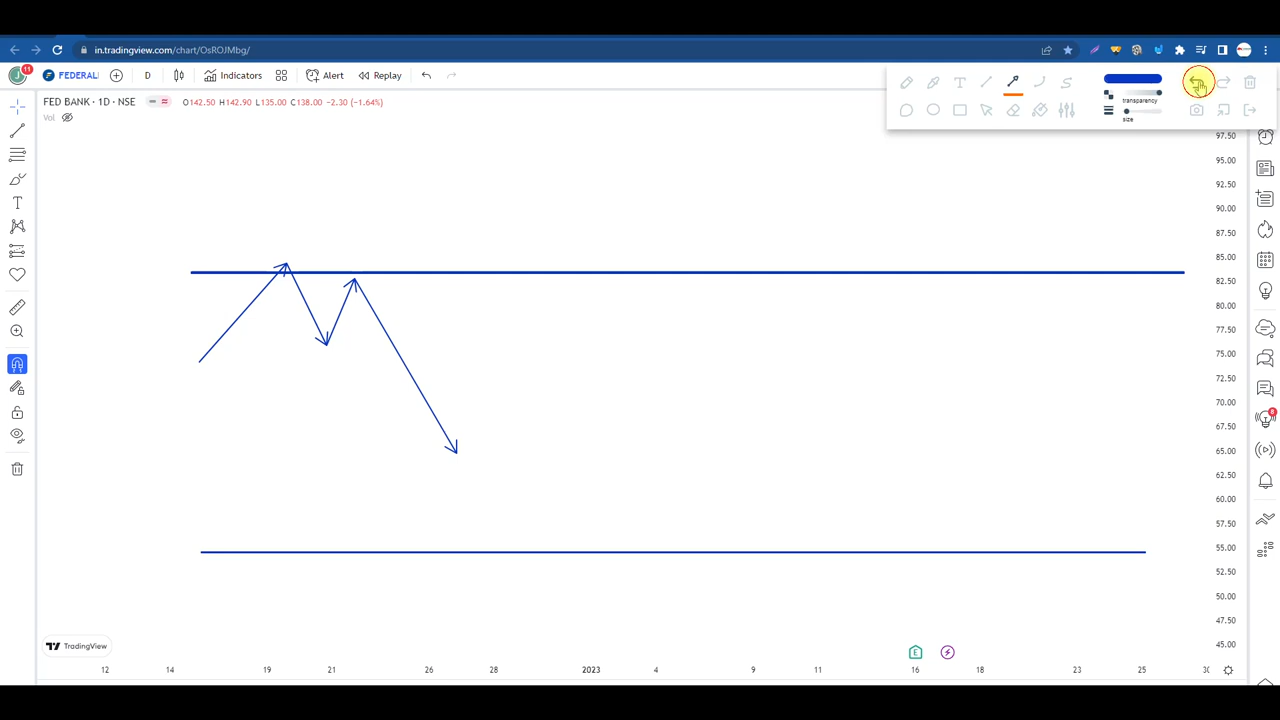 in.tradingview.com/chart/OsROJMbg/
J 11 FEDERAL D Indicators Alert Replay
FED BANK · 1D · NSE O142.50 H142.90 L135.00 C138.00 −2.30 (−1.64%)
Vol
transparency
size
97.50
95.00
92.50
90.00
87.50
85.00
82.50
80.00
77.50
75.00
72.50
70.00
67.50
65.00
62.50
60.00
57.50
55.00
52.50
50.00
47.50
45.00
8
TradingView
E
12 14 19 21 26 28 2023 4 9 11 16 18 23 25